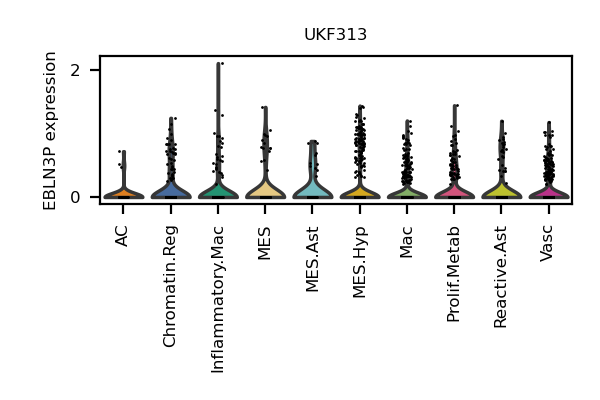 UKF313
EBLN3P expression
2
0
AC
Chromatin.Reg
Inflammatory.Mac
MES
MES.Ast
MES.Hyp
Mac
Prolif.Metab
Reactive.Ast
Vasc